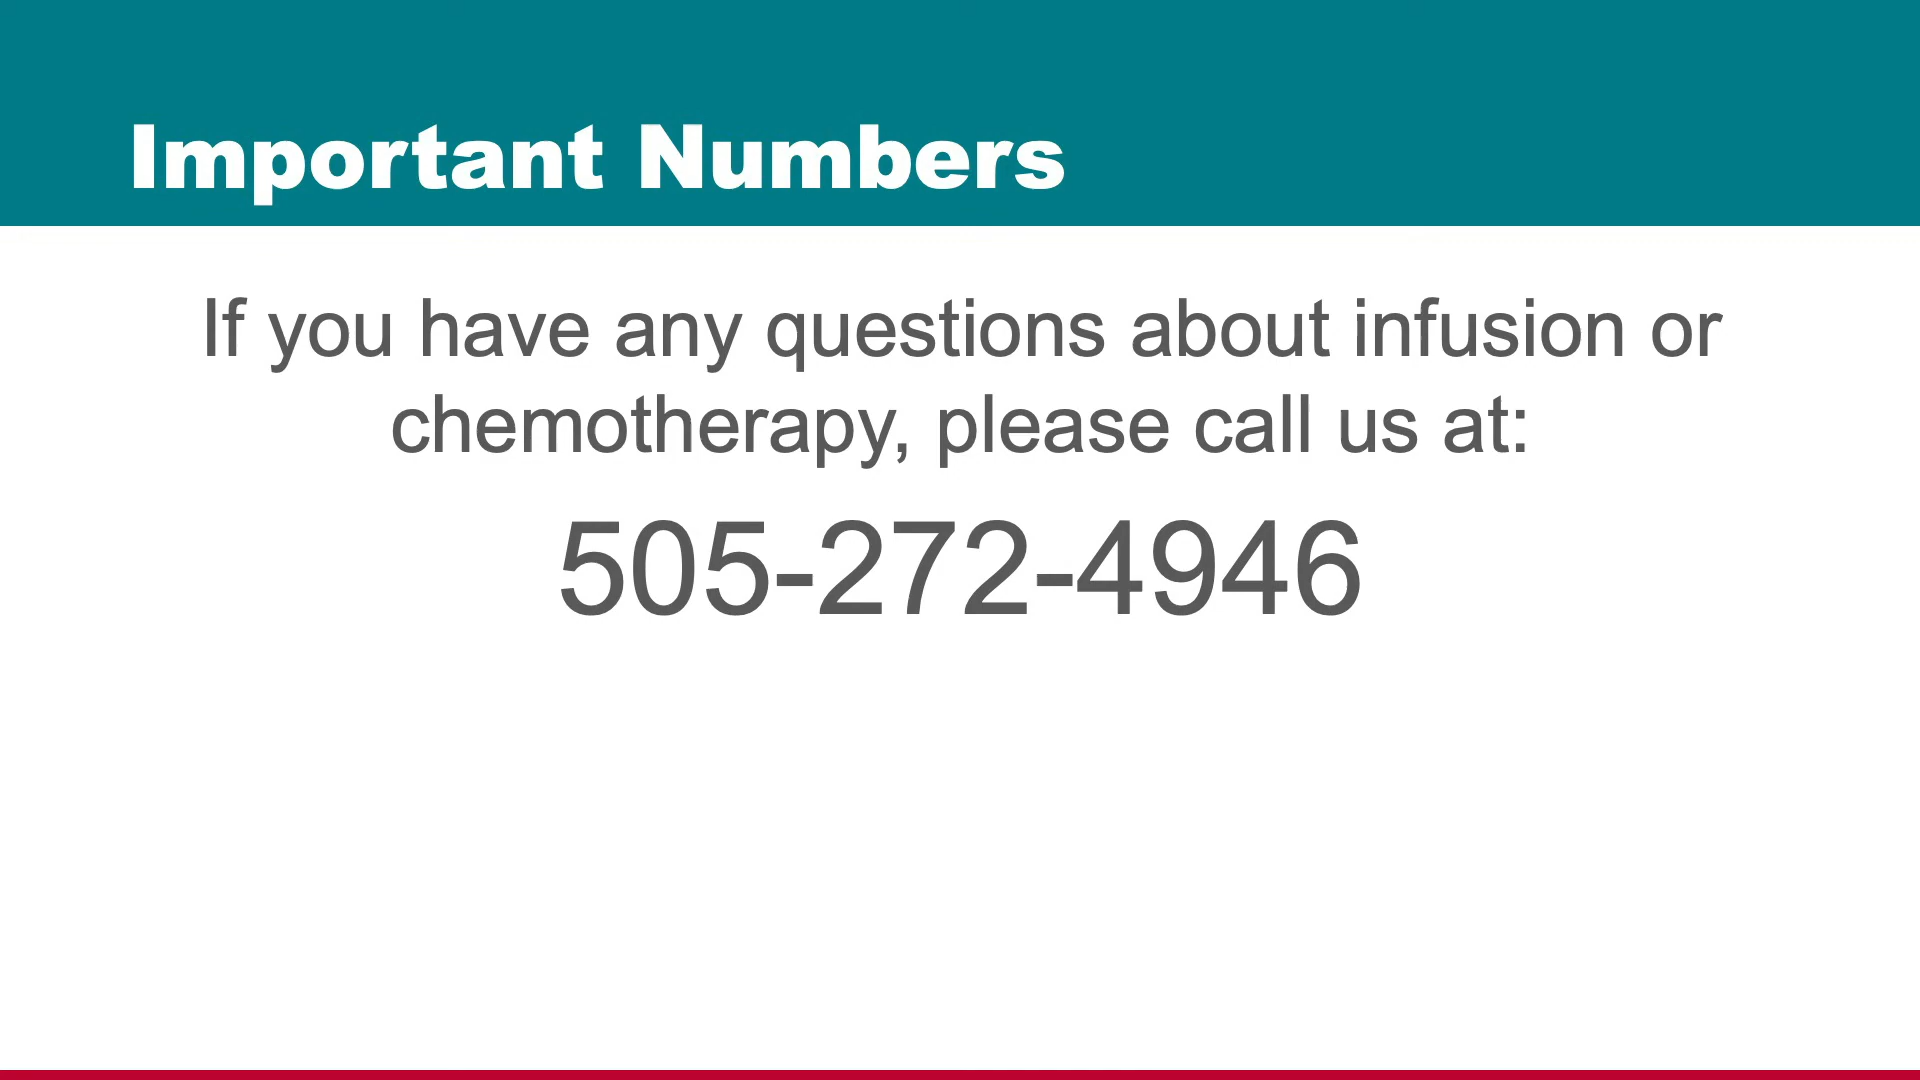 Important Numbers
If you have any questions about infusion or
chemotherapy, please call us at:
505-272-4946